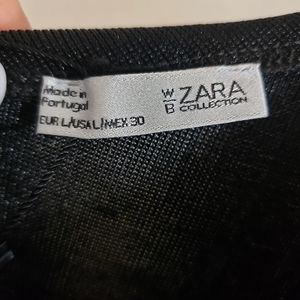 Made in
Portugal
EUR L/USA L/MEX 30
W/B ZARA
COLLECTION